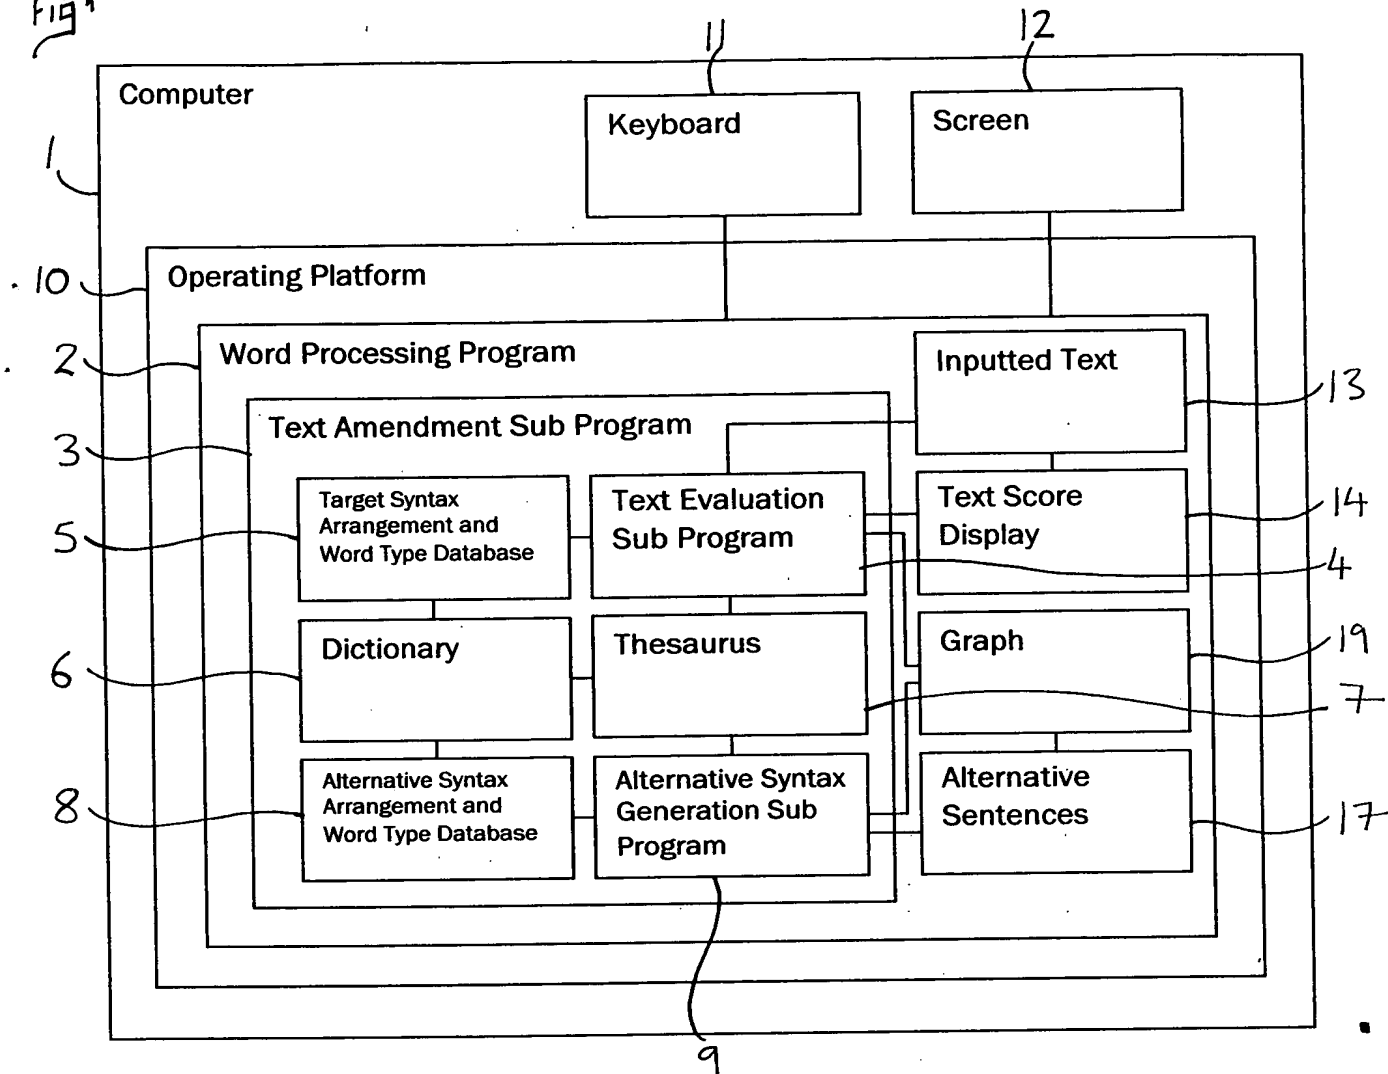 Fig 1
11
12
Computer
Keyboard
Screen
1
10
Operating Platform
2
Word Processing Program
Inputted Text
13
3
Text Amendment Sub Program
5
Target Syntax
Arrangement and
Word Type Database
Text Evaluation
Sub Program
Text Score
Display
14
4
6
Dictionary
Thesaurus
Graph
19
7
8
Alternative Syntax
Arrangement and
Word Type Database
Alternative Syntax
Generation Sub
Program
Alternative
Sentences
17
9